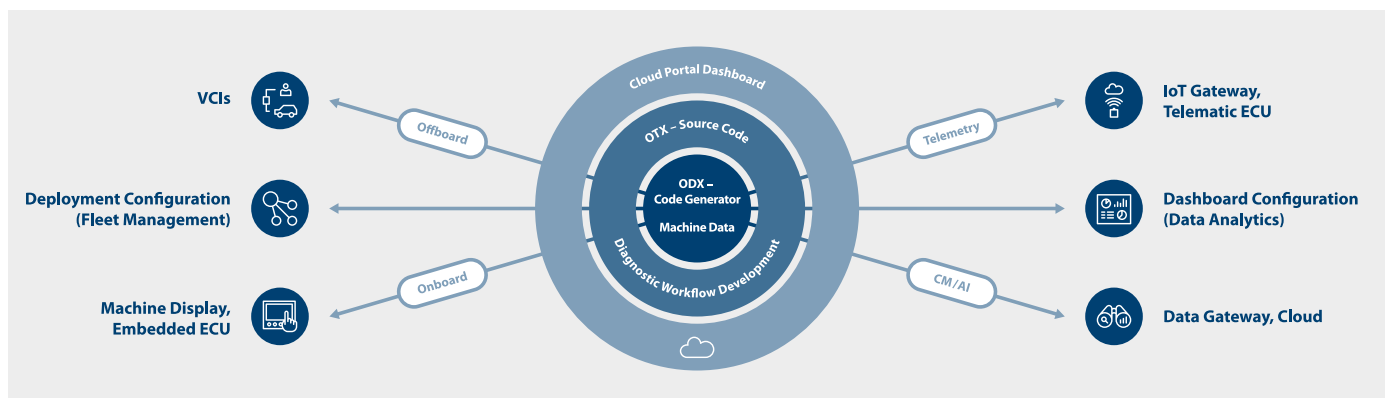 VCIs
Offboard
Deployment Configuration
(Fleet Management)
Onboard
Machine Display,
Embedded ECU
Cloud Portal Dashboard
OTX – Source Code
ODX –
Code Generator
Machine Data
Diagnostic Workflow Development
Telemetry
IoT Gateway,
Telematic ECU
Dashboard Configuration
(Data Analytics)
CM/AI
Data Gateway, Cloud